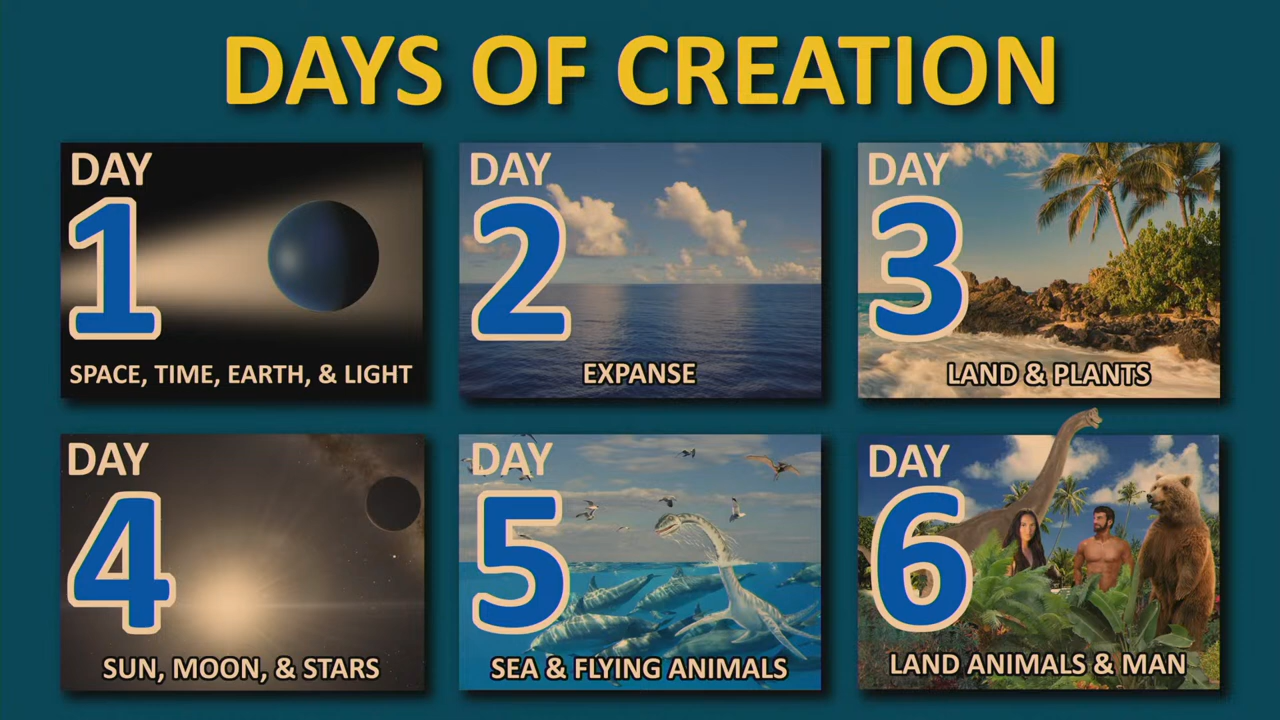 DAYS OF CREATION
DAY
1
SPACE, TIME, EARTH, & LIGHT
DAY
2
EXPANSE
DAY
3
LAND & PLANTS
DAY
4
SUN, MOON, & STARS
DAY
5
SEA & FLYING ANIMALS
DAY
6
LAND ANIMALS & MAN